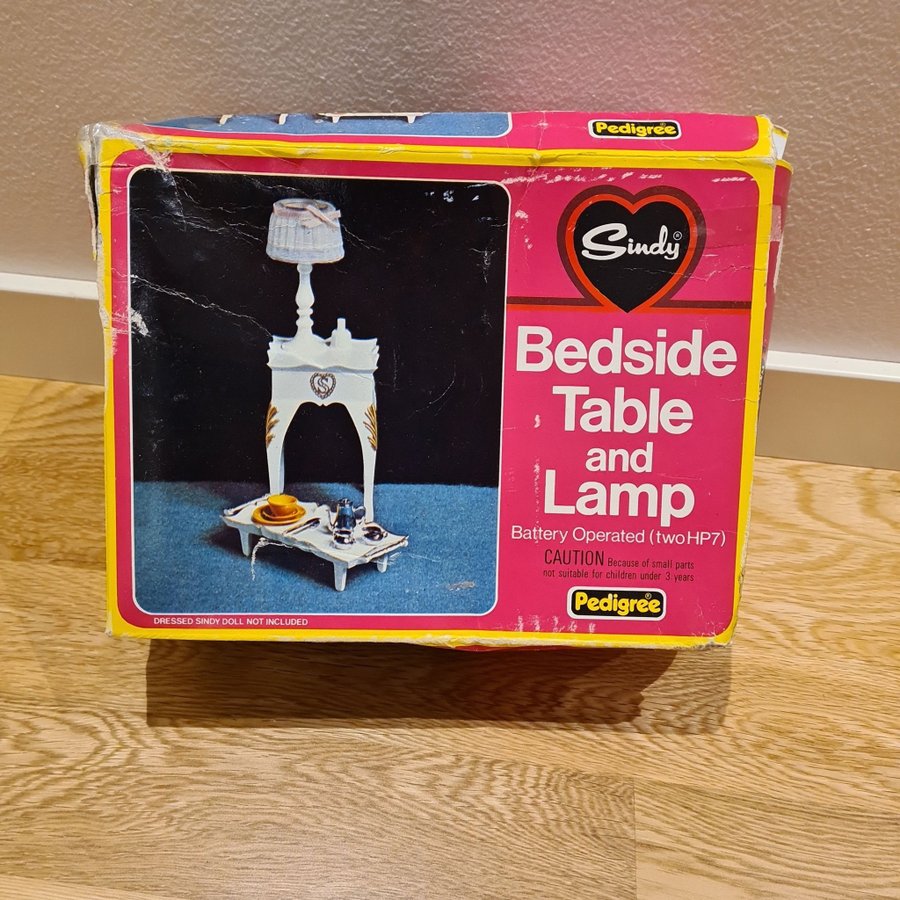 Pedigree
Sindy®
Bedside
Table
and
Lamp
Battery Operated (two HP7)
CAUTION Because of small parts
not suitable for children under 3 years
Pedigree®
DRESSED SINDY DOLL NOT INCLUDED
S